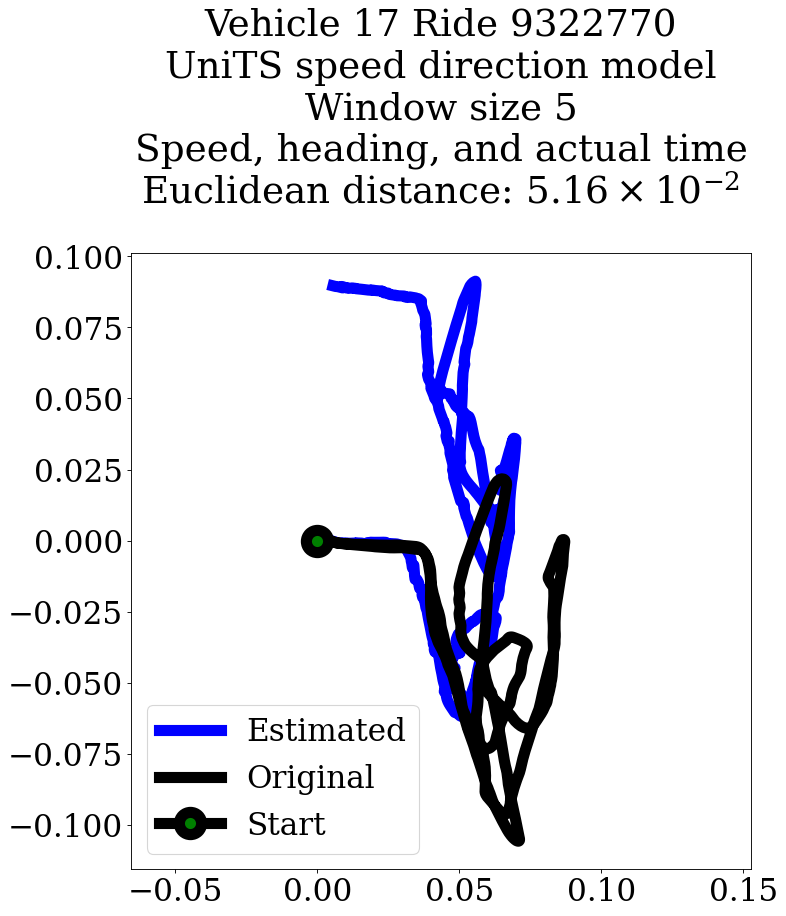 Vehicle 17 Ride 9322770
UniTS speed direction model
Window size 5
Speed, heading, and actual time
Euclidean distance: 5.16 × 10⁻²
0.100
0.075
0.050
0.025
0.000
−0.025
−0.050
−0.075
−0.100
Estimated
Original
Start
−0.05 0.00 0.05 0.10 0.15